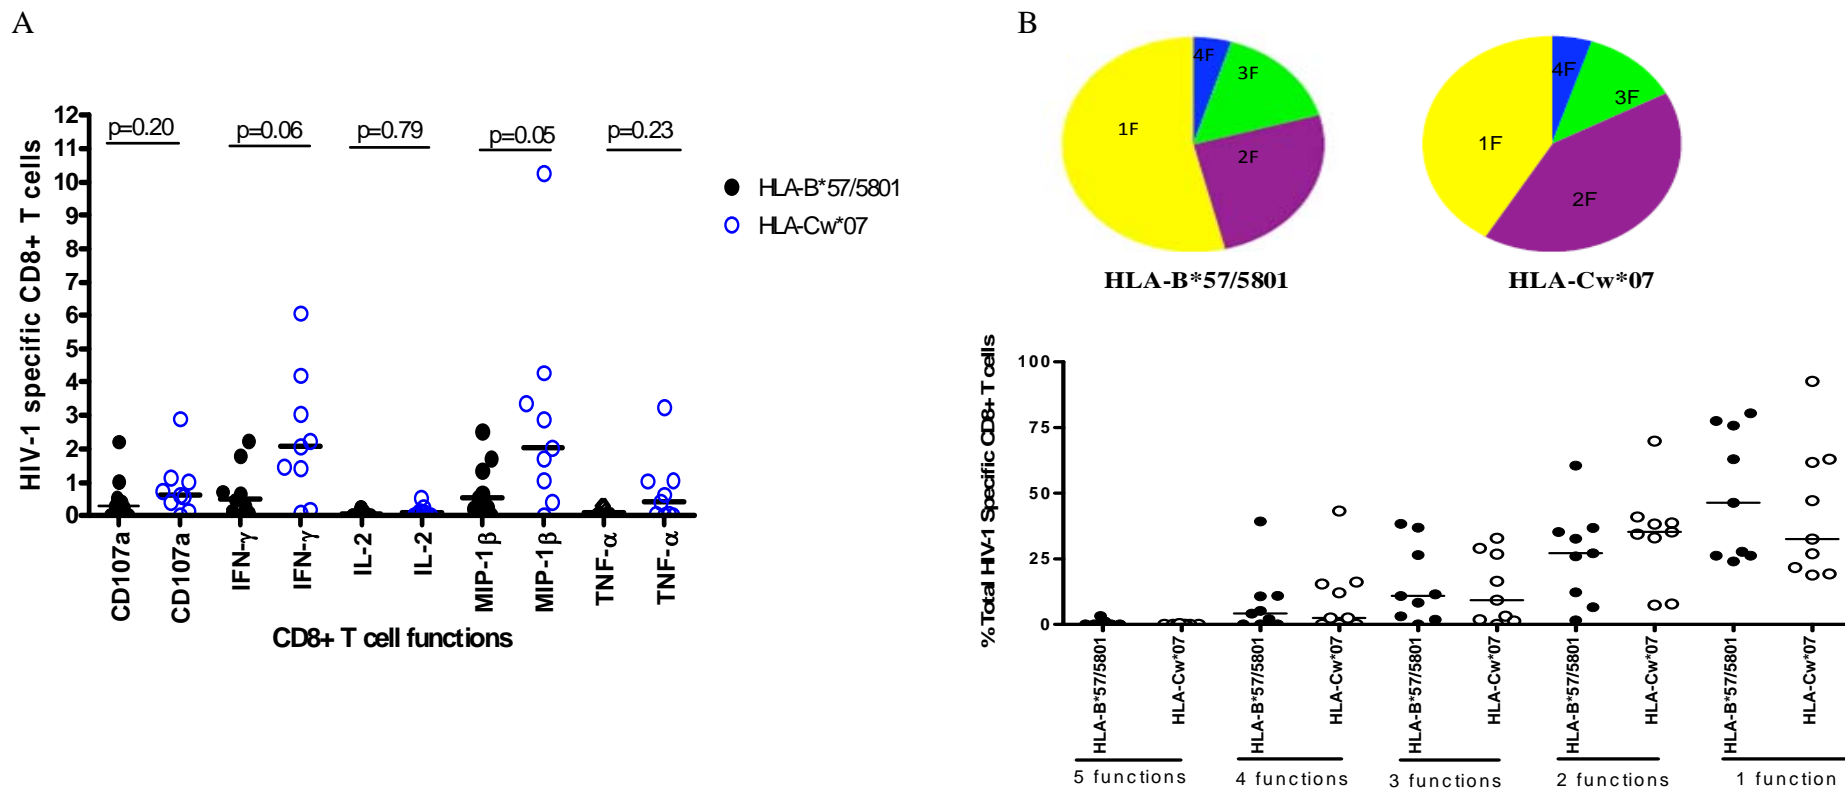 A
p=0.20
p=0.06
p=0.79
p=0.05
p=0.23
HIV-1 specific CD8+ T cells
12
11
10
9
8
7
6
5
4
3
2
1
0
CD107a
CD107a
IFN-γ
IFN-γ
IL-2
IL-2
MIP-1β
MIP-1β
TNF-α
TNF-α
CD8+ T cell functions
HLA-B*57/5801
HLA-Cw*07
B
4F
3F
2F
1F
HLA-B*57/5801
4F
3F
2F
1F
HLA-Cw*07
%Total HIV-1 Specific CD8+ T cells
100
75
50
25
0
HLA-B*57/5801
HLA-Cw*07
HLA-B*57/5801
HLA-Cw*07
HLA-B*57/5801
HLA-Cw*07
HLA-B*57/5801
HLA-Cw*07
HLA-B*57/5801
HLA-Cw*07
5 functions
4 functions
3 functions
2 functions
1 function